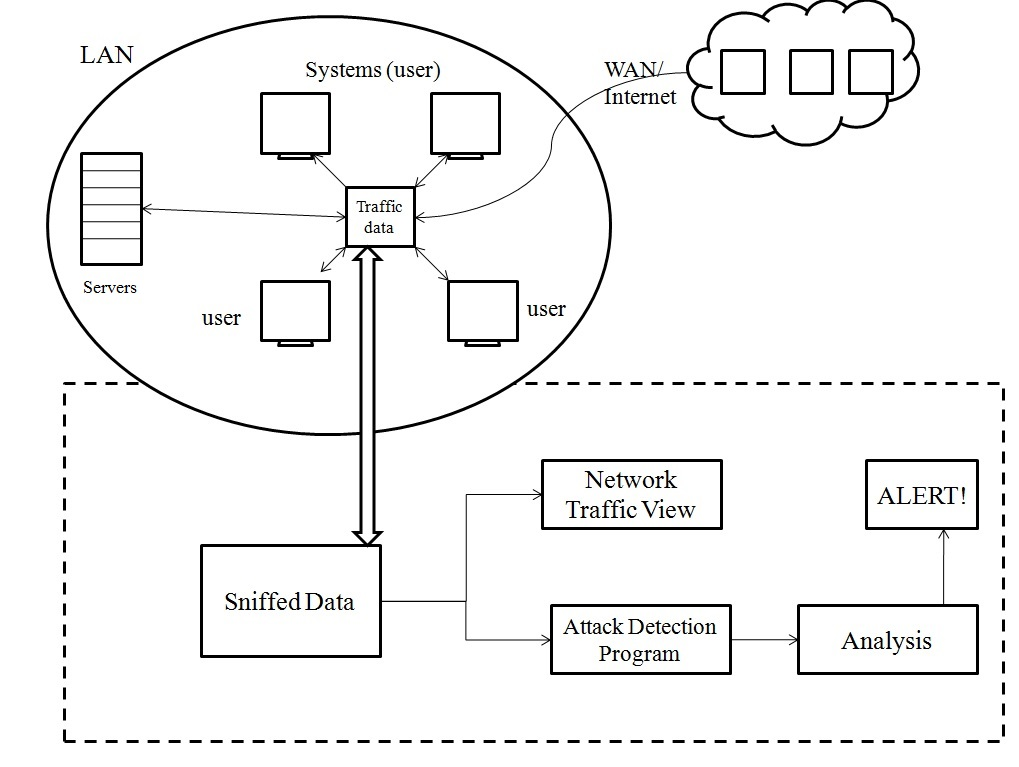 LAN
Systems (user)
WAN/
Internet
Traffic
data
Servers
user
user
Network
Traffic View
ALERT!
Sniffed Data
Attack Detection
Program
Analysis